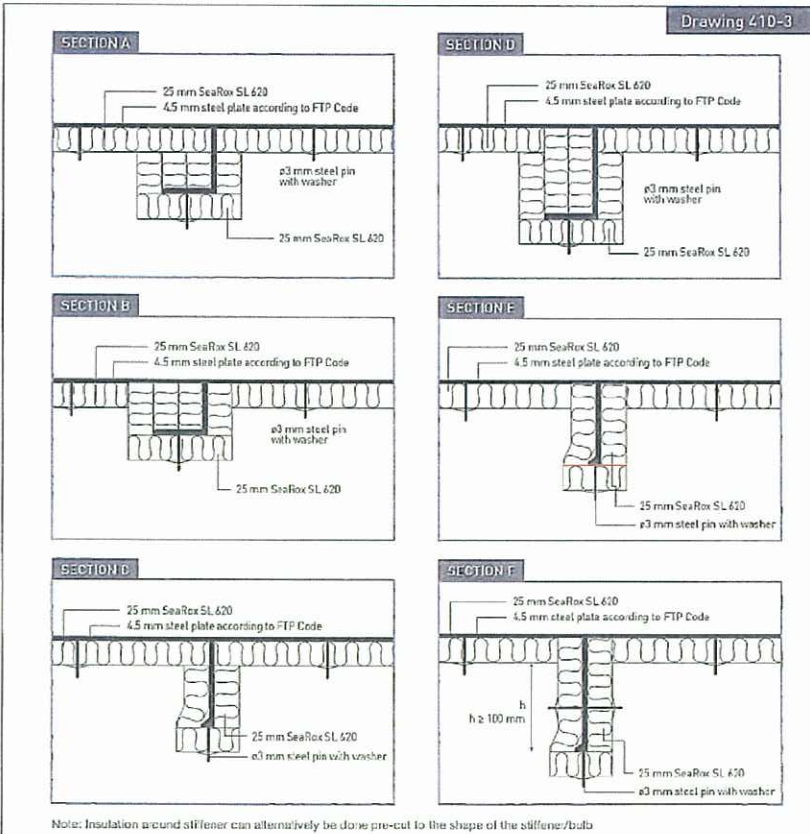 Drawing 410-3
SECTION A
25 mm SeaRox SL 620
4.5 mm steel plate according to FTP Code
ø3 mm steel pin
with washer
25 mm SeaRox SL 620
SECTION B
25 mm SeaRox SL 620
4.5 mm steel plate according to FTP Code
ø3 mm steel pin
with washer
25 mm SeaRox SL 620
SECTION C
25 mm SeaRox SL 620
4.5 mm steel plate according to FTP Code
25 mm SeaRox SL 620
ø3 mm steel pin with washer
SECTION D
25 mm SeaRox SL 620
4.5 mm steel plate according to FTP Code
ø3 mm steel pin
with washer
25 mm SeaRox SL 620
SECTION E
25 mm SeaRox SL 620
4.5 mm steel plate according to FTP Code
25 mm SeaRox SL 620
ø3 mm steel pin with washer
SECTION F
25 mm SeaRox SL 620
4.5 mm steel plate according to FTP Code
h
h ≥ 100 mm
25 mm SeaRox SL 620
ø3 mm steel pin with washer
Note: Insulation around stiffener can alternatively be done pre-cut to the shape of the stiffener/bulb